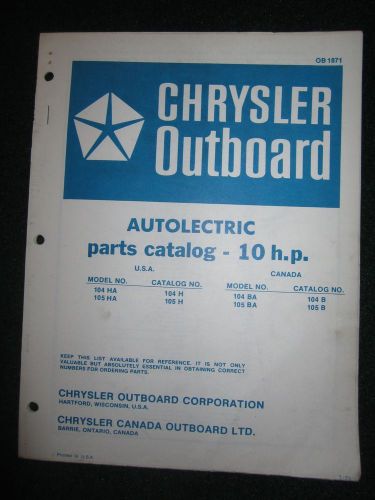 OB 1871
CHRYSLER
Outboard
AUTOLECTRIC
parts catalog - 10 h.p.
U.S.A. CANADA
MODEL NO. CATALOG NO. MODEL NO. CATALOG NO.
104 HA 104 H 104 BA 104 B
105 HA 105 H 105 BA 105 B
KEEP THIS LIST AVAILABLE FOR REFERENCE. IT IS NOT ONLY
VALUABLE BUT ABSOLUTELY ESSENTIAL IN OBTAINING CORRECT
NUMBERS FOR ORDERING PARTS.
CHRYSLER OUTBOARD CORPORATION
HARTFORD, WISCONSIN, U.S.A.
CHRYSLER CANADA OUTBOARD LTD.
BARRIE, ONTARIO, CANADA
Printed in U.S.A.